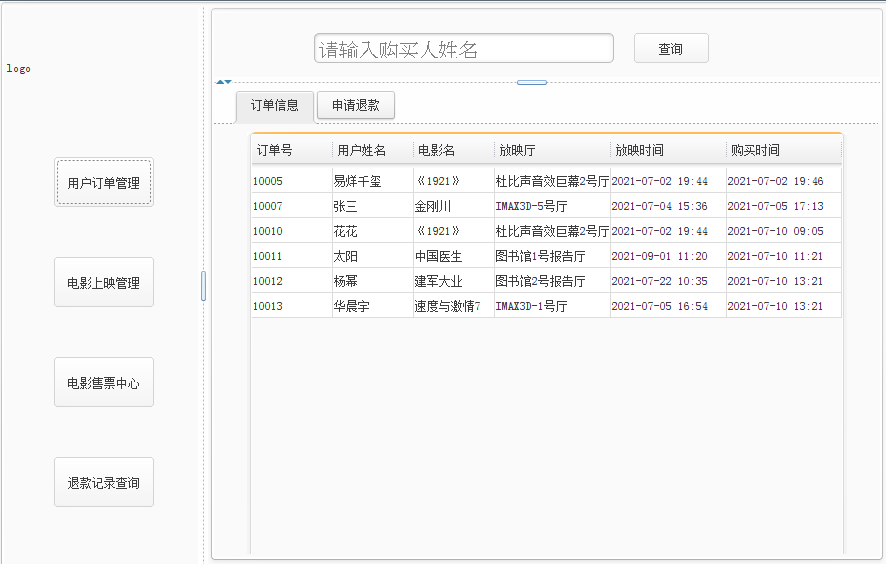 logo
用户订单管理
电影上映管理
电影售票中心
退款记录查询
请输入购买人姓名 查询
订单信息 申请退款
订单号 用户姓名 电影名 放映厅 放映时间 购买时间
10005 易烊千玺 《1921》 杜比声音效巨幕2号厅 2021-07-02 19:44 2021-07-02 19:46
10007 张三 金刚川 IMAX3D-5号厅 2021-07-04 15:36 2021-07-05 17:13
10010 花花 《1921》 杜比声音效巨幕2号厅 2021-07-02 19:44 2021-07-10 09:05
10011 太阳 中国医生 图书馆1号报告厅 2021-09-01 11:20 2021-07-10 11:21
10012 杨幂 建军大业 图书馆2号报告厅 2021-07-22 10:35 2021-07-10 13:21
10013 华晨宇 速度与激情7 IMAX3D-1号厅 2021-07-05 16:54 2021-07-10 13:21